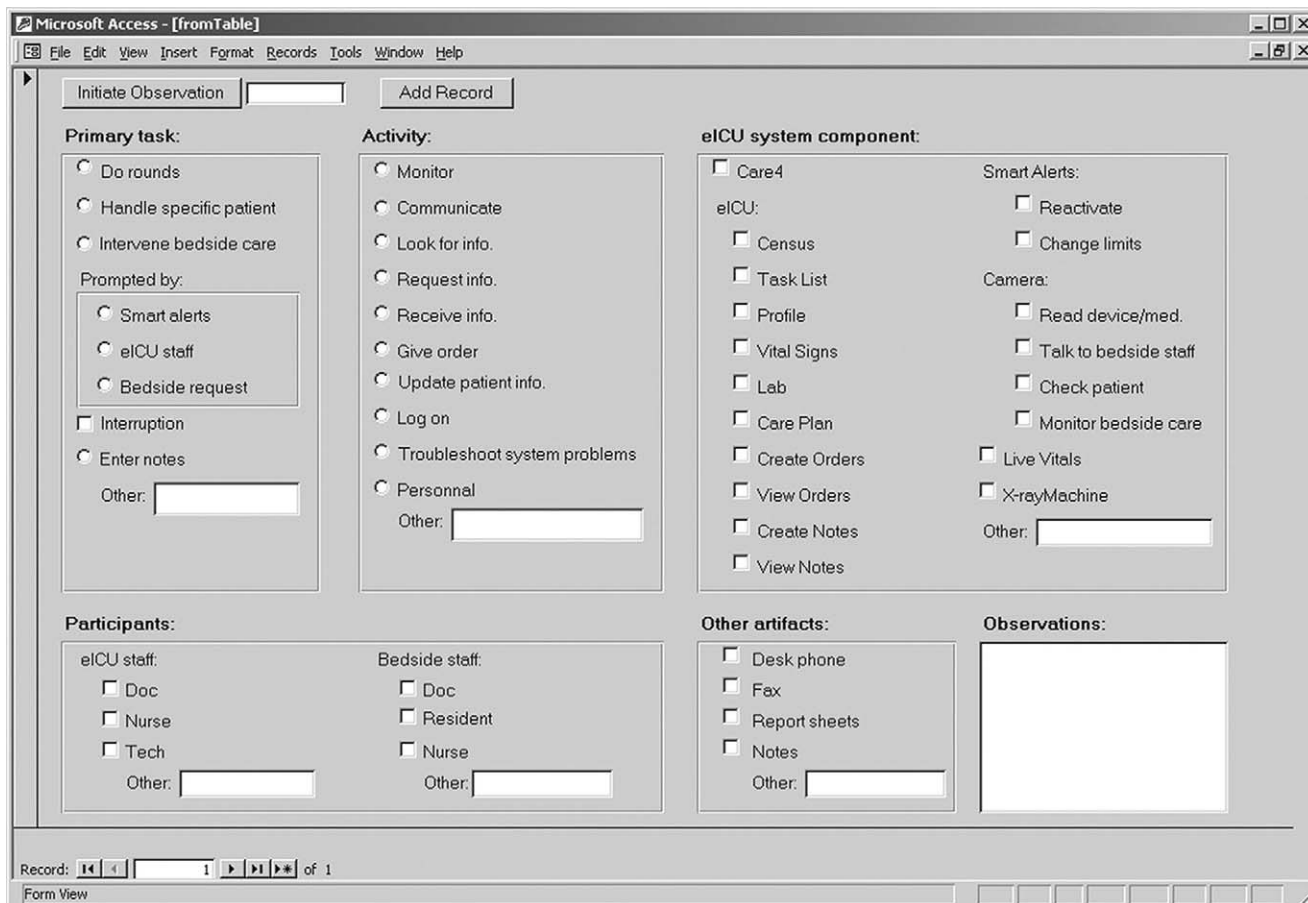 Microsoft Access - [fromTable]
File Edit View Insert Format Records Tools Window Help
Initiate Observation Add Record
Primary task:
Do rounds
Handle specific patient
Intervene bedside care
Prompted by:
Smart alerts
eICU staff
Bedside request
Interruption
Enter notes
Other:
Activity:
Monitor
Communicate
Look for info.
Request info.
Receive info.
Give order
Update patient info.
Log on
Troubleshoot system problems
Personnal
Other:
eICU system component:
Care4
eICU:
Census
Task List
Profile
Vital Signs
Lab
Care Plan
Create Orders
View Orders
Create Notes
View Notes
Smart Alerts:
Reactivate
Change limits
Camera:
Read device/med.
Talk to bedside staff
Check patient
Monitor bedside care
Live Vitals
X-rayMachine
Other:
Participants:
eICU staff:
Doc
Nurse
Tech
Other:
Bedside staff:
Doc
Resident
Nurse
Other:
Other artifacts:
Desk phone
Fax
Report sheets
Notes
Other:
Observations:
Record: 1 of 1
Form View